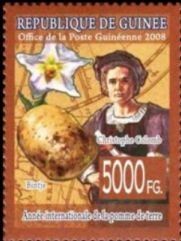 REPUBLIQUE DE GUINEE
Office de la Poste Guinéenne 2008
Christophe Colomb
Bintje
5000 FG.
Année internationale de la pomme de terre